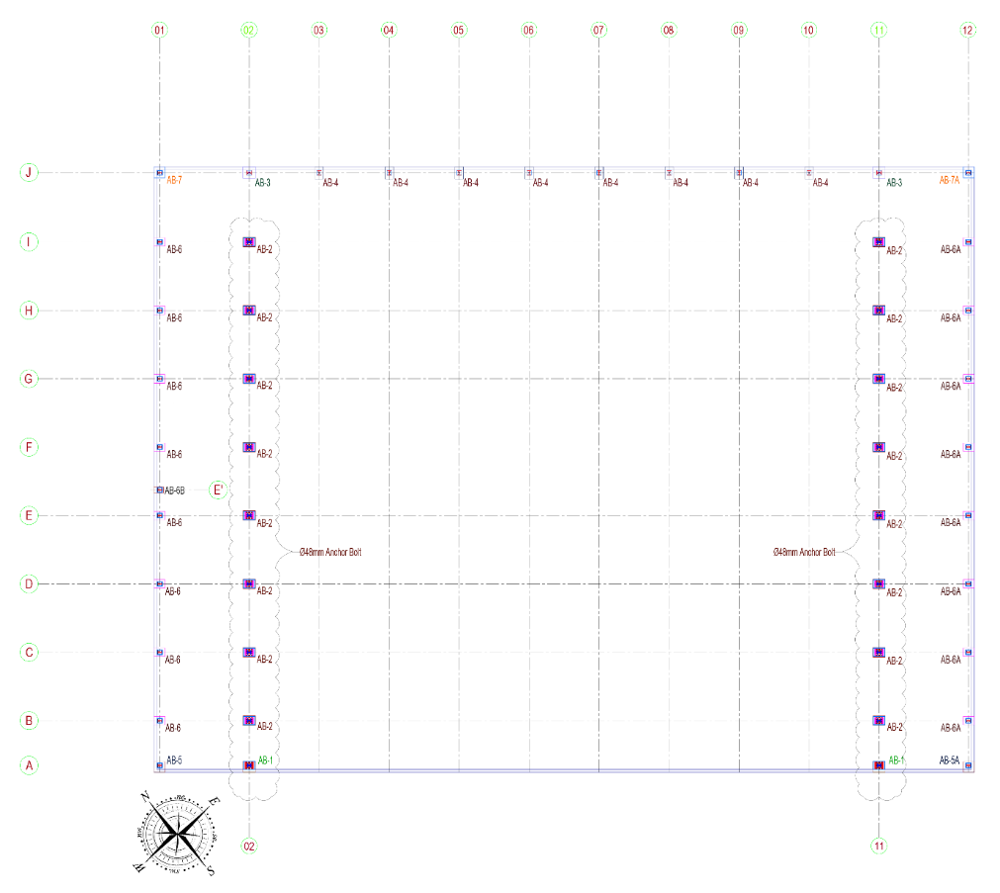 01 02 03 04 05 06 07 08 09 10 11 12
J
AB-7 AB-3 AB-4 AB-4 AB-4 AB-4 AB-4 AB-4 AB-4 AB-4 AB-3 AB-7A
I
AB-6 AB-2 AB-2 AB-6A
H
AB-6 AB-2 AB-2 AB-6A
G
AB-6 AB-2 AB-2 AB-6A
F
AB-6 AB-2 AB-2 AB-6A
AB-6B E'
E
AB-6 AB-2 AB-2 AB-6A
Ø48mm Anchor Bolt Ø48mm Anchor Bolt
D
AB-6 AB-2 AB-2 AB-6A
C
AB-6 AB-2 AB-2 AB-6A
B
AB-6 AB-2 AB-2 AB-6A
A AB-5 AB-1 AB-1 AB-5A
N E
W S
02 11